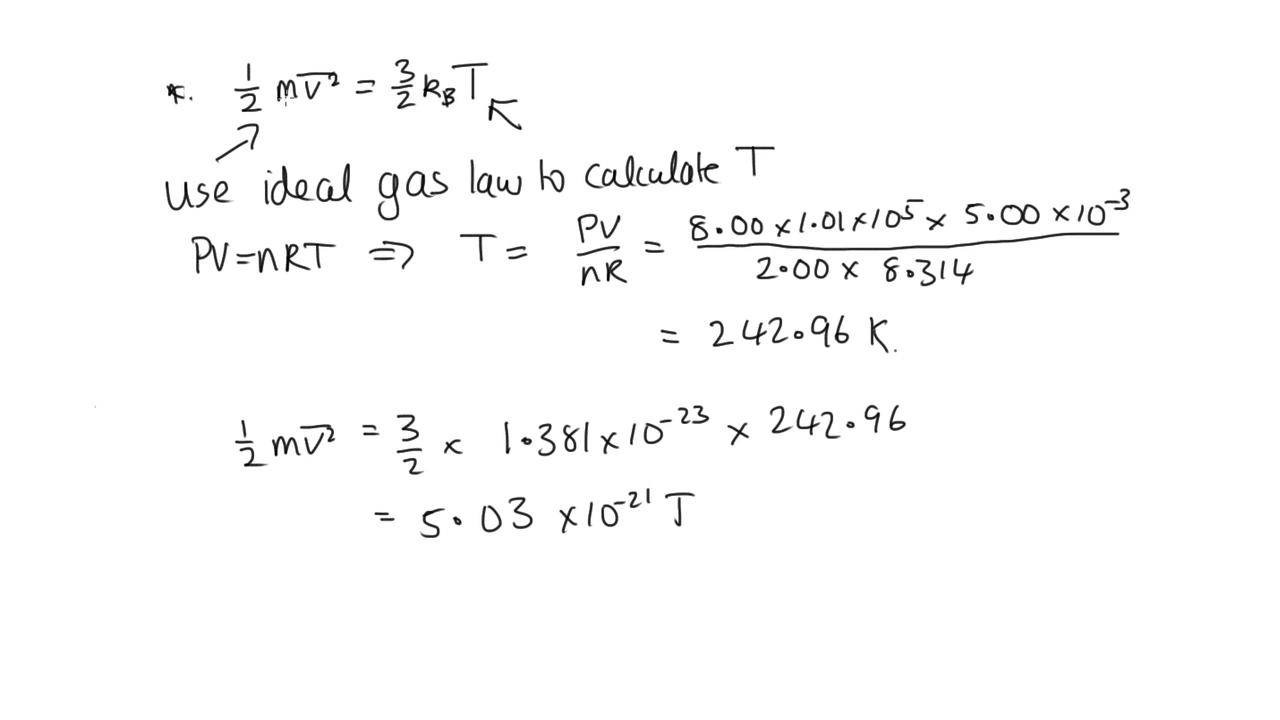 *. ½ mv̅² = 3/2 k_B T
use ideal gas law to calculate T
PV=nRT ⇒ T = PV/nR = 8.00 x 1.01 x 10⁵ x 5.00 x 10⁻³ / 2.00 x 8.314
= 242.96 K.
½ mv̅² = 3/2 x 1.381 x 10⁻²³ x 242.96
= 5.03 x 10⁻²¹ J